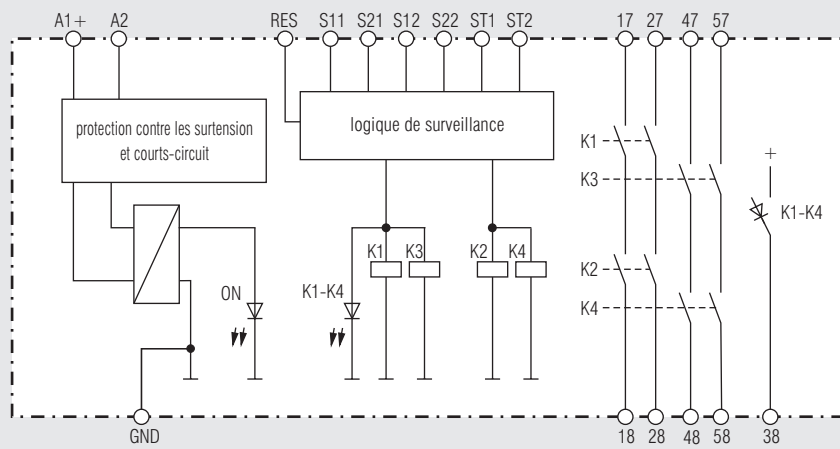 A1+ A2 RES S11 S21 S12 S22 ST1 ST2 17 27 47 57
protection contre les surtension
et courts-circuit
logique de surveillance
K1
K3
+
K1-K4
K1 K3 K2 K4
ON K1-K4
K2
K4
GND 18 28 48 58 38